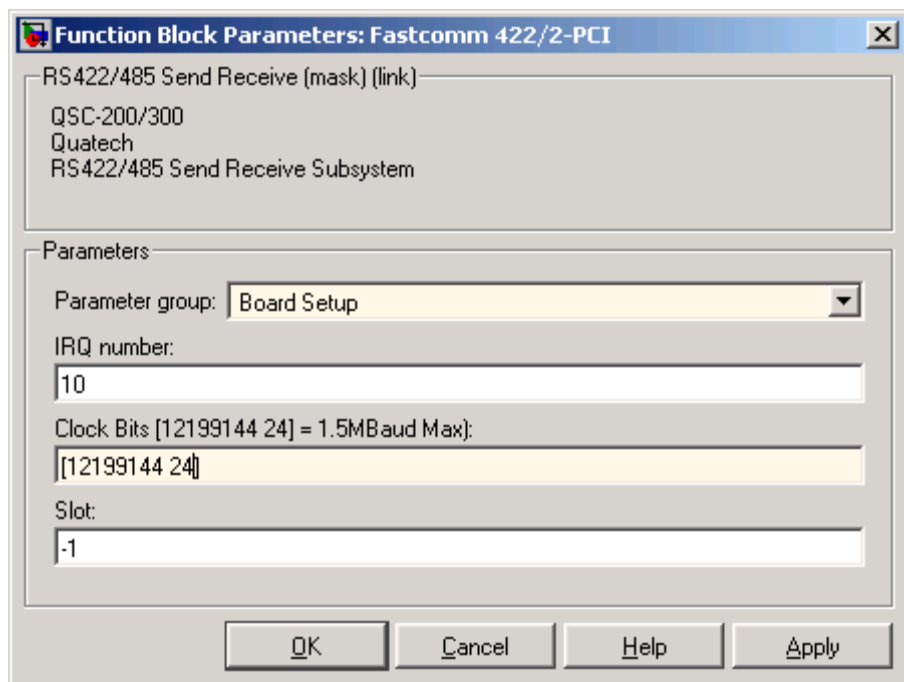 Function Block Parameters: Fastcomm 422/2-PCI
RS422/485 Send Receive (mask) (link)
QSC-200/300
Quatech
RS422/485 Send Receive Subsystem
Parameters
Parameter group: Board Setup
IRQ number:
10
Clock Bits [12199144 24] = 1.5MBaud Max):
[12199144 24]
Slot:
-1
OK Cancel Help Apply